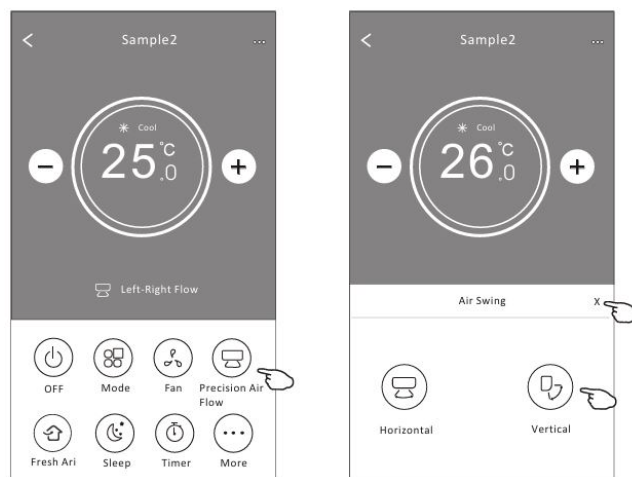 Sample2
...
Cool
25.0°C
Left-Right Flow
OFF
Mode
Fan
Precision Air
Flow
Fresh Ari
Sleep
Timer
More
Sample2
...
Cool
26.0°C
Air Swing
X
Horizontal
Vertical